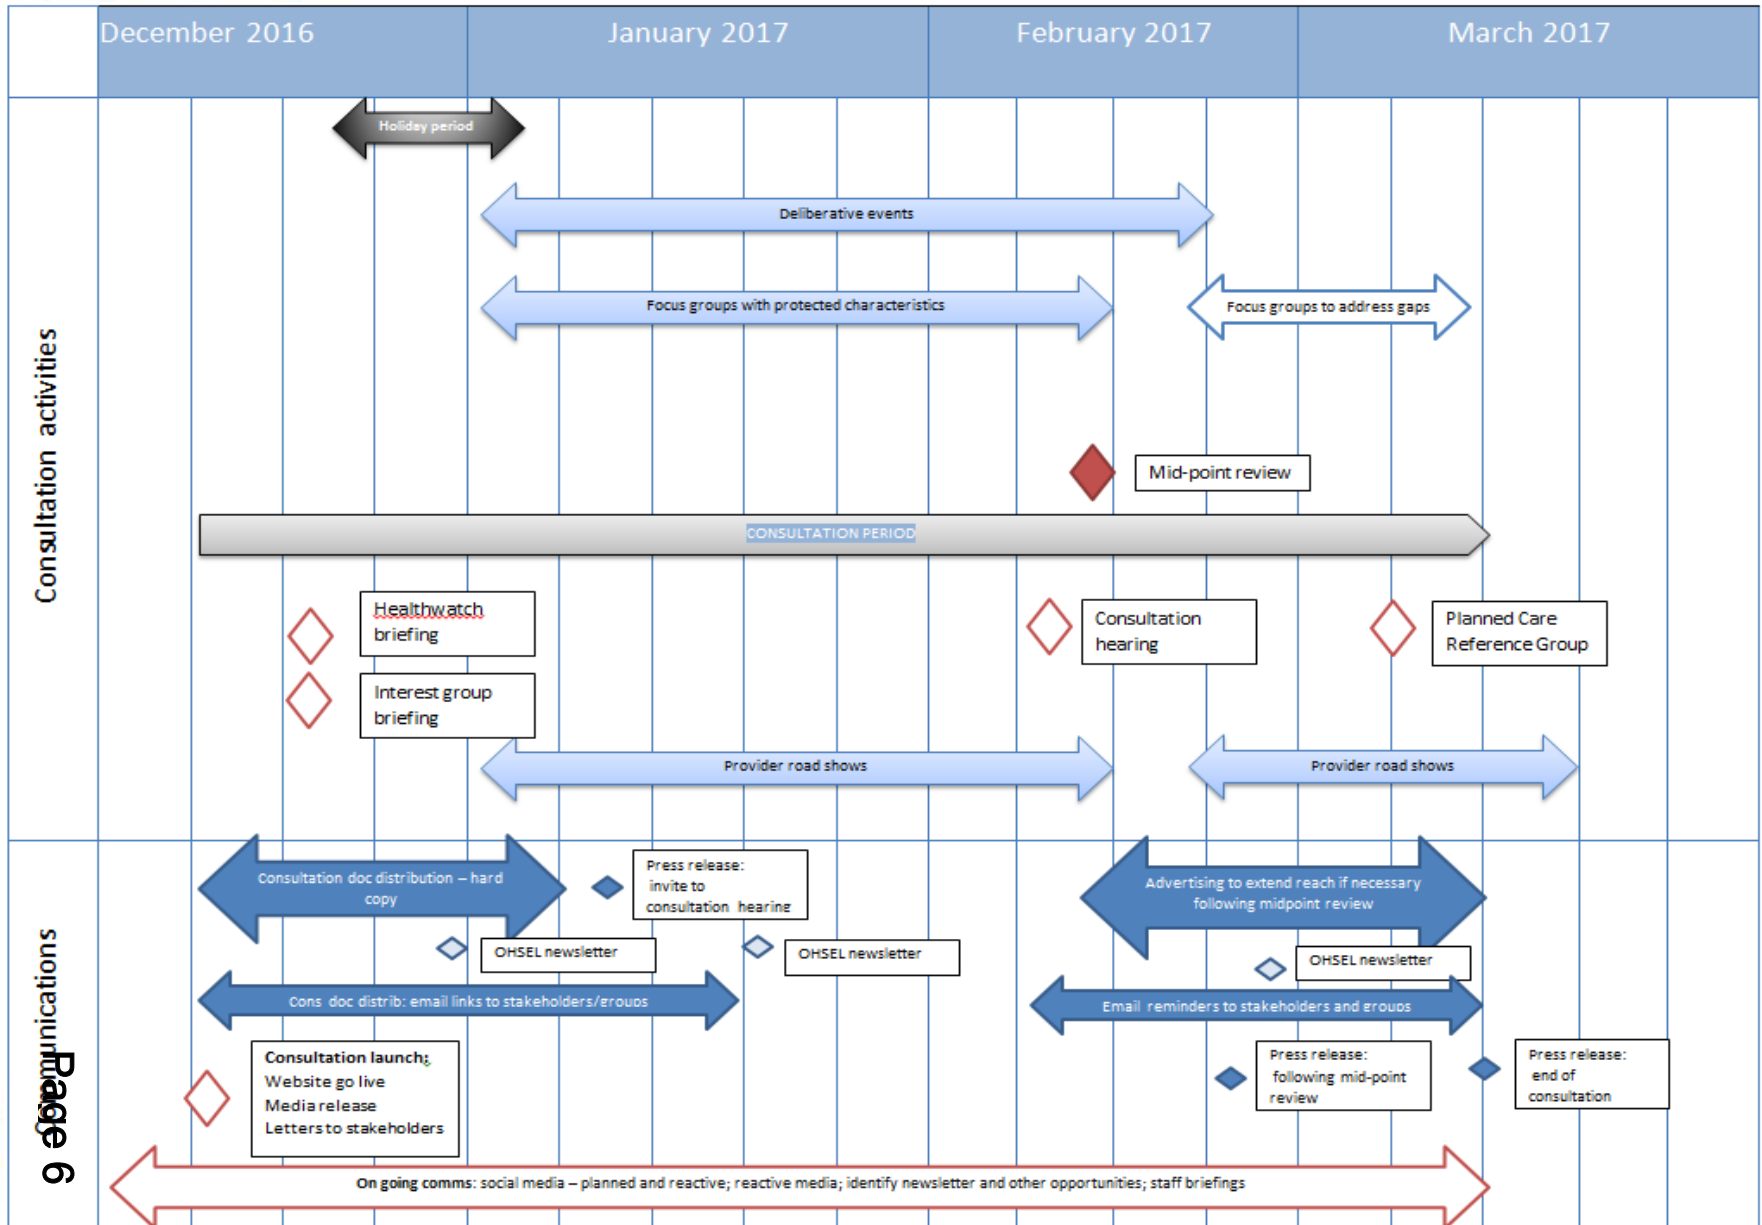 December 2016
January 2017
February 2017
March 2017
Consultation activities
Holiday period
Deliberative events
Focus groups with protected characteristics
Focus groups to address gaps
Mid-point review
CONSULTATION PERIOD
Healthwatch
briefing
Consultation
hearing
Planned Care
Reference Group
Interest group
briefing
Provider road shows
Provider road shows
Communications
Consultation doc distribution – hard
copy
Press release:
invite to
consultation hearing
Advertising to extend reach if necessary
following midpoint review
OHSEL newsletter
OHSEL newsletter
OHSEL newsletter
Cons doc distrib: email links to stakeholders/groups
Email reminders to stakeholders and groups
Consultation launch;
Website go live
Media release
Letters to stakeholders
Press release:
following mid-point
review
Press release:
end of
consultation
On going comms: social media – planned and reactive; reactive media; identify newsletter and other opportunities; staff briefings
Page 6